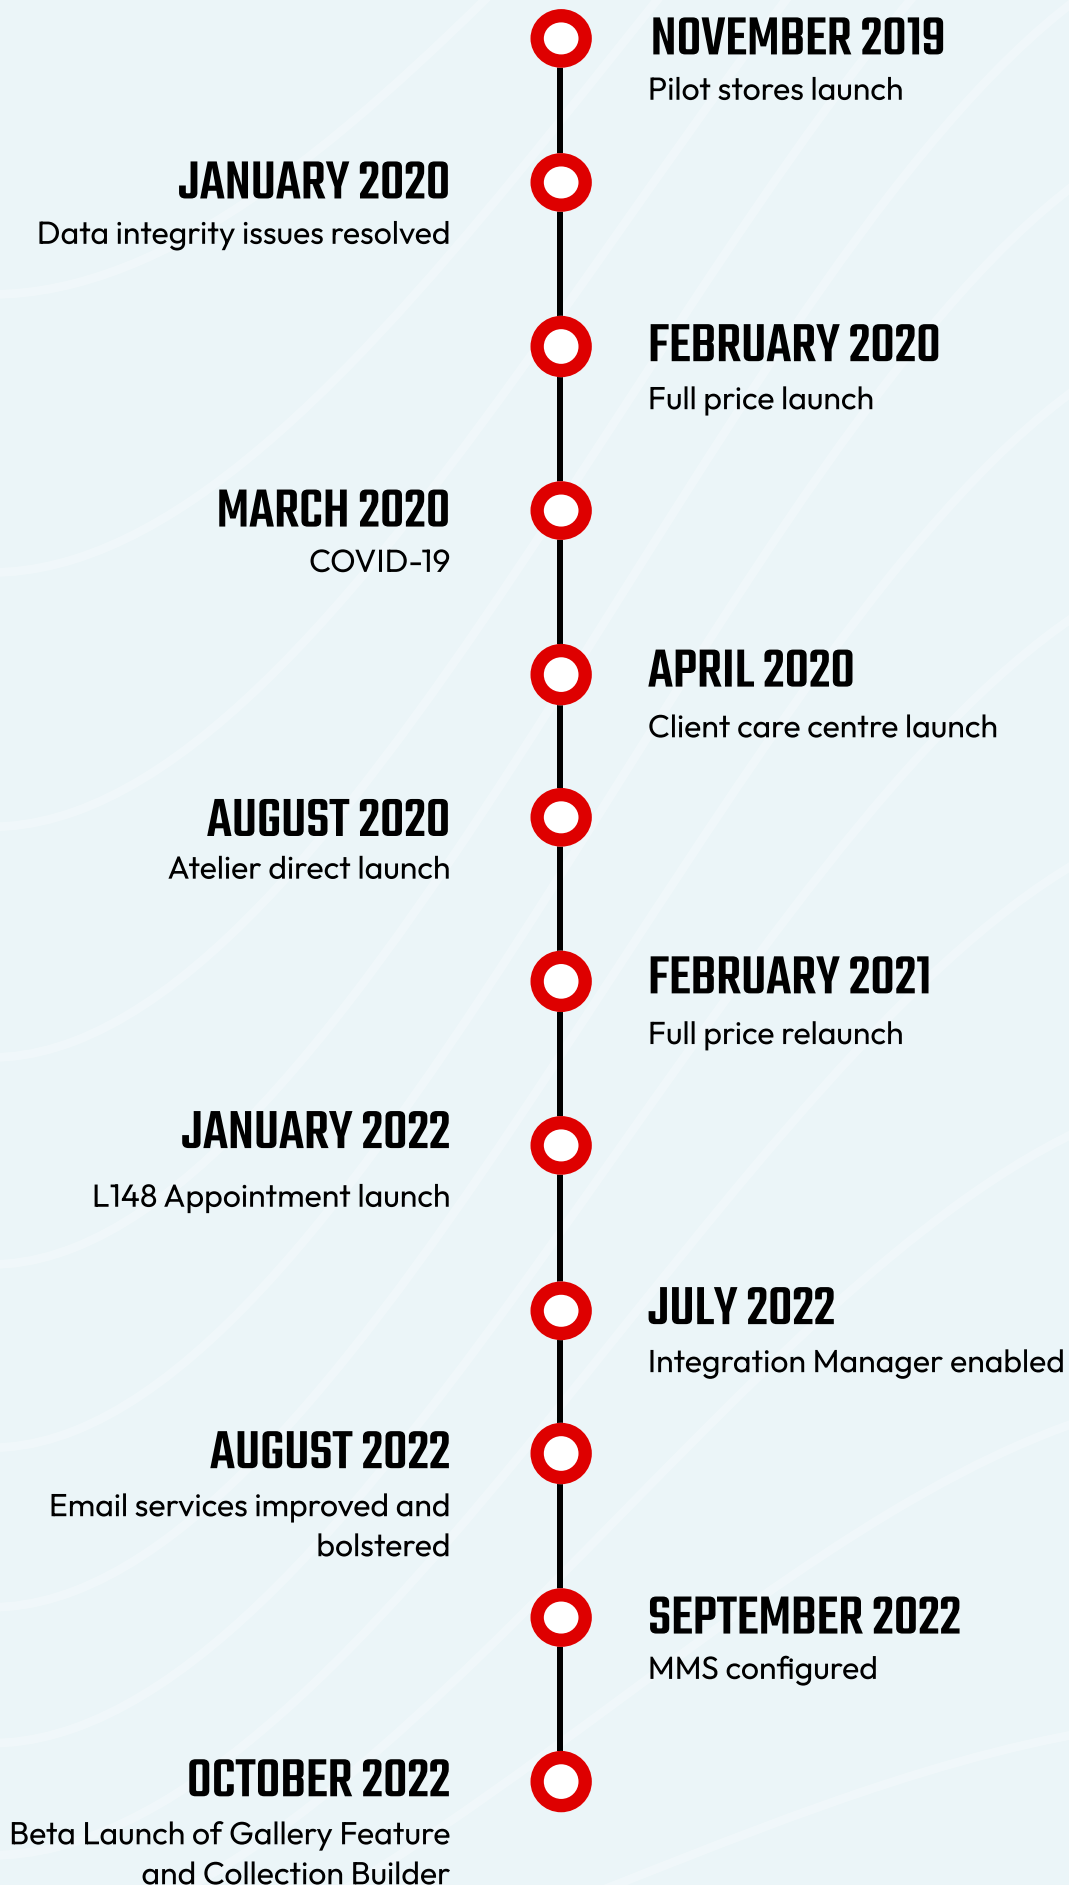 NOVEMBER 2019
Pilot stores launch
JANUARY 2020
Data integrity issues resolved
FEBRUARY 2020
Full price launch
MARCH 2020
COVID-19
APRIL 2020
Client care centre launch
AUGUST 2020
Atelier direct launch
FEBRUARY 2021
Full price relaunch
JANUARY 2022
L148 Appointment launch
JULY 2022
Integration Manager enabled
AUGUST 2022
Email services improved and
bolstered
SEPTEMBER 2022
MMS configured
OCTOBER 2022
Beta Launch of Gallery Feature
and Collection Builder